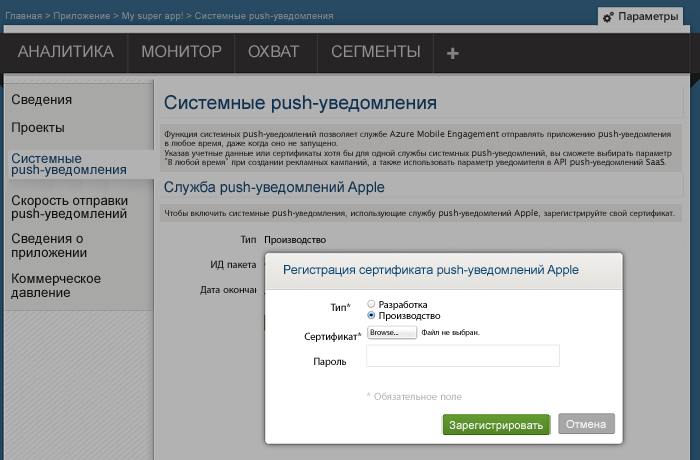 Главная > Приложение > My super app! > Системные push-уведомления
Параметры
АНАЛИТИКА МОНИТОР ОХВАТ СЕГМЕНТЫ +
Сведения
Проекты
Системные
push-уведомления
Скорость отправки
push-уведомлений
Сведения о
приложении
Коммерческое
давление
Системные push-уведомления
Функция системных push-уведомлений позволяет службе Azure Mobile Engagement отправлять приложению push-уведомления
в любое время, даже когда оно не запущено.
Указав учетные данные или сертификаты хотя бы для одной службы системных push-уведомлений, вы сможете выбирать параметр
"В любой время" при создании рекламных кампаний, а также использовать параметр уведомителя в API push-уведомлений SaaS.
Служба push-уведомлений Apple
Чтобы включить системные push-уведомления, использующие службу push-уведомлений Apple, зарегистрируйте свой сертификат.
Тип Производство
ИД пакета
Дата окончан
Регистрация сертификата push-уведомлений Apple
Тип* Разработка
Производство
Сертификат* Browse... Файл не выбран.
Пароль
* Обязательное поле
Зарегистрировать Отмена